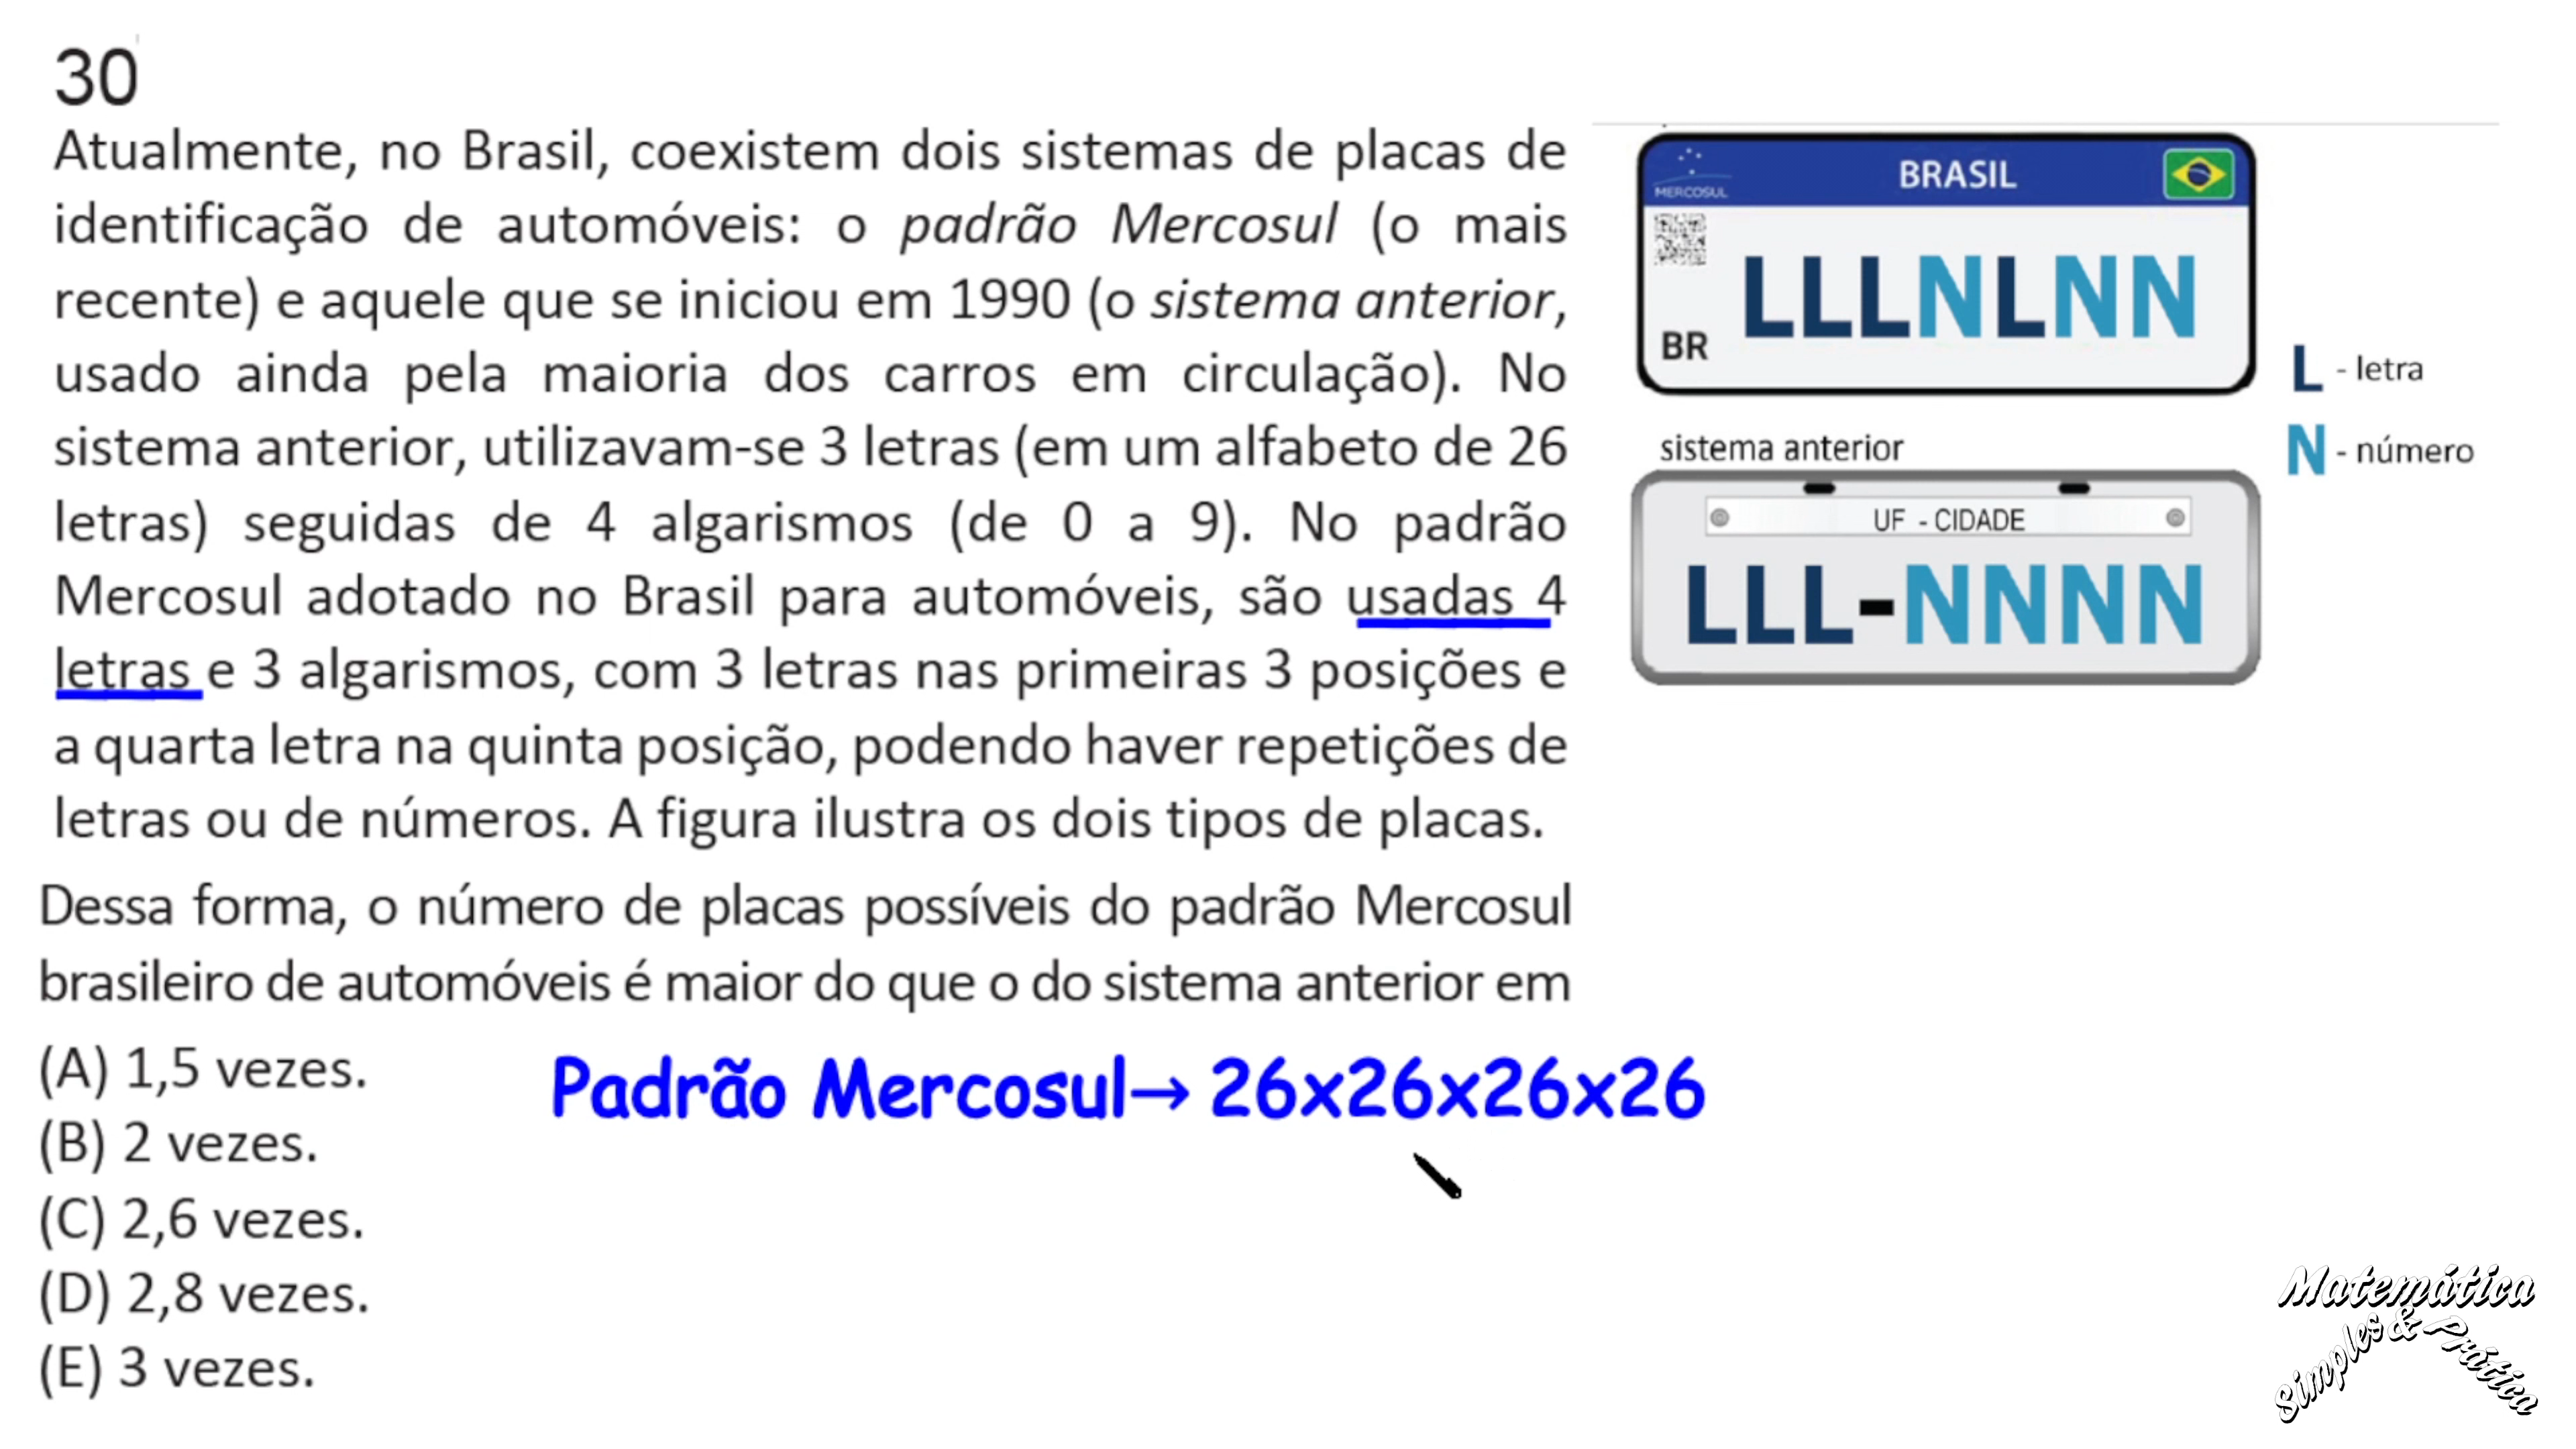 30
Atualmente, no Brasil, coexistem dois sistemas de placas de
identificação de automóveis: o padrão Mercosul (o mais
recente) e aquele que se iniciou em 1990 (o sistema anterior,
usado ainda pela maioria dos carros em circulação). No
sistema anterior, utilizavam-se 3 letras (em um alfabeto de 26
letras) seguidas de 4 algarismos (de 0 a 9). No padrão
Mercosul adotado no Brasil para automóveis, são usadas 4
letras e 3 algarismos, com 3 letras nas primeiras 3 posições e
a quarta letra na quinta posição, podendo haver repetições de
letras ou de números. A figura ilustra os dois tipos de placas.
MERCOSUL
BRASIL
LLLNLNN
BR
L - letra
N - número
sistema anterior
UF - CIDADE
LLL-NNNN
Dessa forma, o número de placas possíveis do padrão Mercosul
brasileiro de automóveis é maior do que o do sistema anterior em
(A) 1,5 vezes.
(B) 2 vezes.
(C) 2,6 vezes.
(D) 2,8 vezes.
(E) 3 vezes.
Padrão Mercosul→ 26x26x26x26
Matemática
Simples & Prática